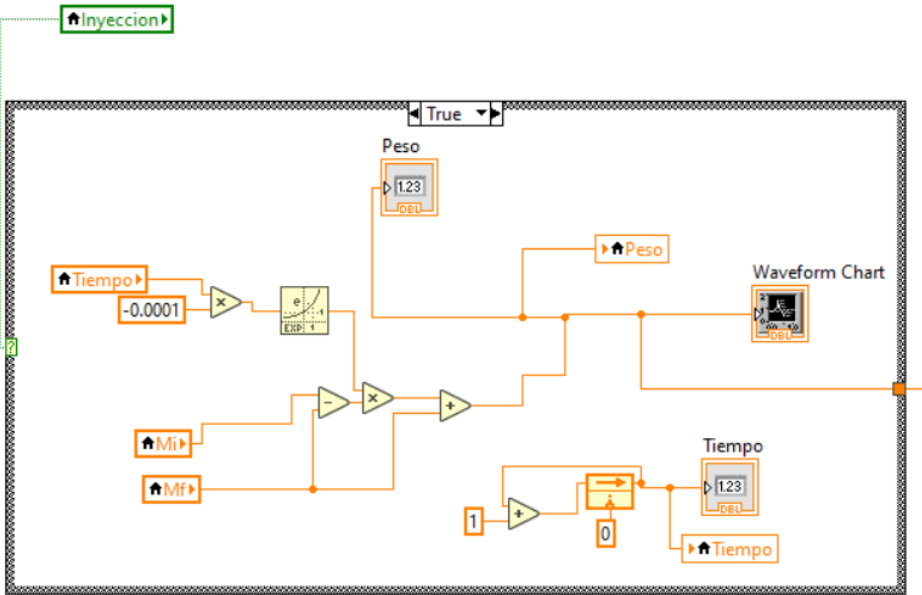 Inyeccion
True
Peso
1.23
DBL
Peso
Tiempo
-0.0001
e
EXP 1
Waveform Chart
DBL
?
Mi
Mf
Tiempo
1.23
DBL
1
0
Tiempo